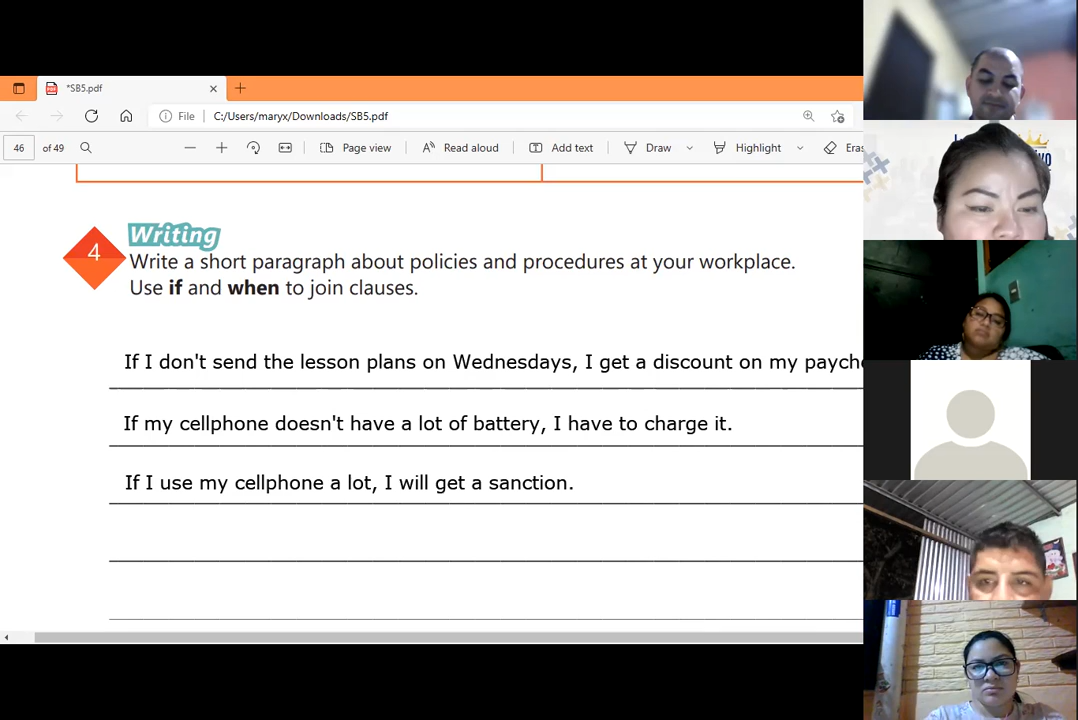 *SB5.pdf
File C:/Users/maryx/Downloads/SB5.pdf
46 of 49 Page view Read aloud Add text Draw Highlight
4
Writing
Write a short paragraph about policies and procedures at your workplace.
Use if and when to join clauses.
If I don't send the lesson plans on Wednesdays, I get a discount on my
If my cellphone doesn't have a lot of battery, I have to charge it.
If I use my cellphone a lot, I will get a sanction.